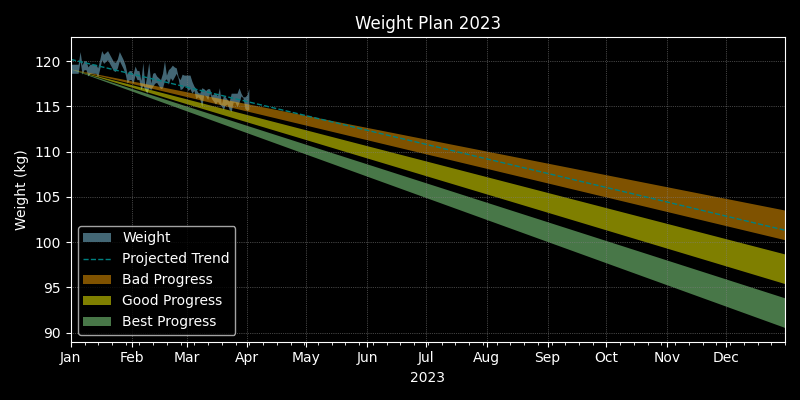 Weight Plan 2023
Weight (kg)
120
115
110
105
100
95
90
Weight
Projected Trend
Bad Progress
Good Progress
Best Progress
Jan Feb Mar Apr May Jun Jul Aug Sep Oct Nov Dec
2023